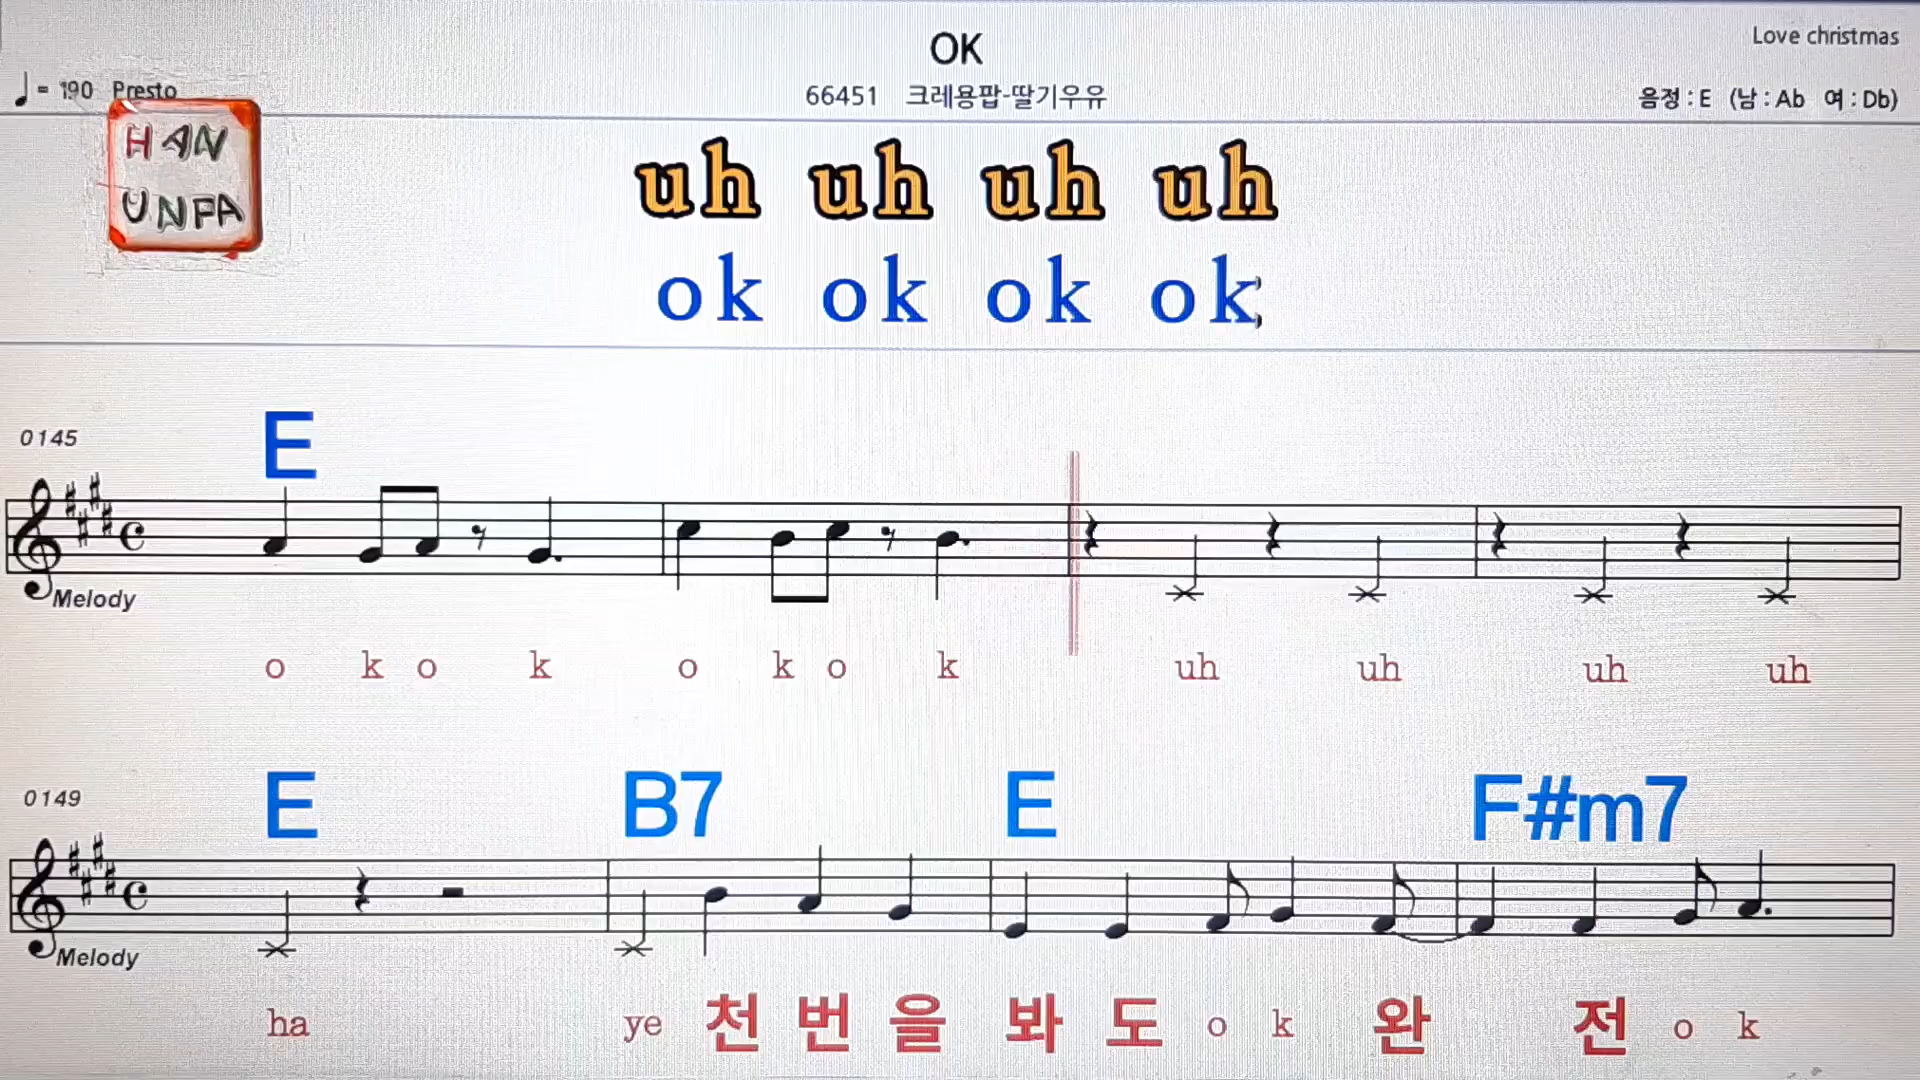 OK
Love christmas
♩ = 190 Presto
66451 크레용팝-딸기우유
음정 : E (남 : Ab 여 : Db)
HAN
UNFA
uh uh uh uh
ok ok ok ok
0145
E
Melody
o k o k o k o k uh uh uh uh
0149
E B7 E F#m7
Melody
ha ye 천 번 을 봐 도 o k 완 전 o k